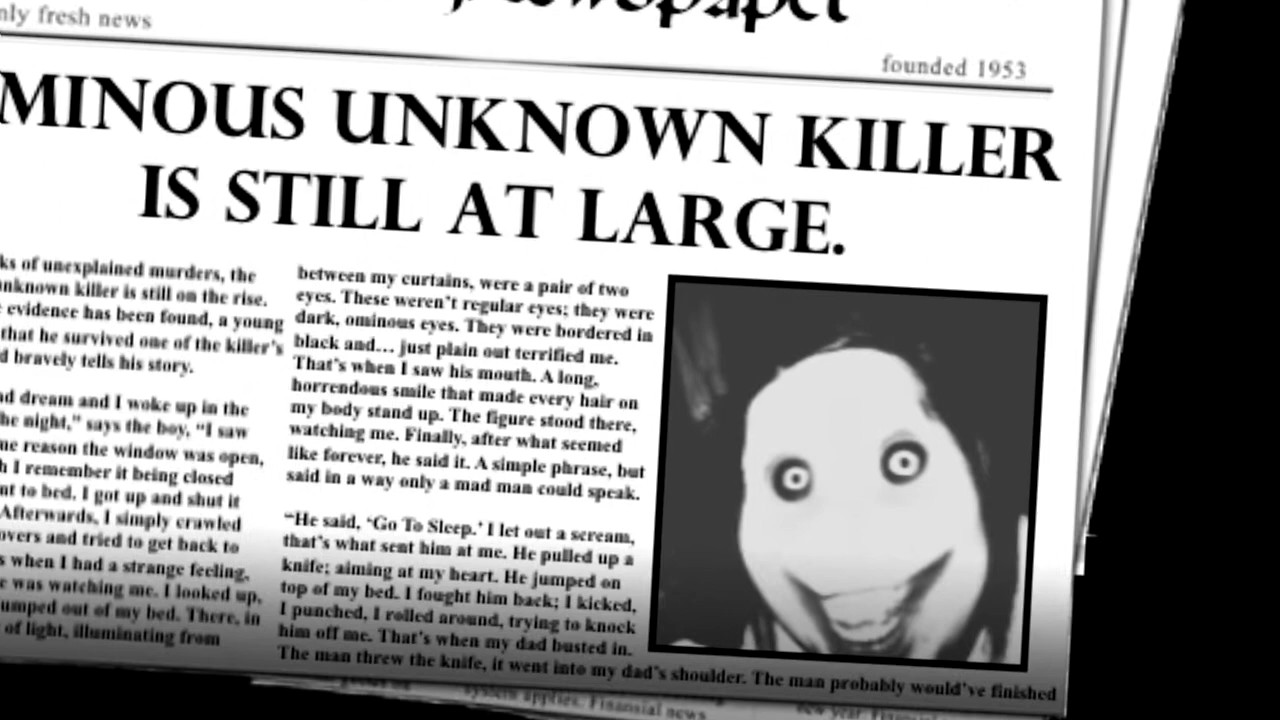 nly fresh news
Newspaper
founded 1953
MINOUS UNKNOWN KILLER
IS STILL AT LARGE.
ks of unexplained murders, the
unknown killer is still on the rise.
evidence has been found, a young
that he survived one of the killer's
d bravely tells his story.
ad dream and I woke up in the
he night," says the boy, "I saw
me reason the window was open,
h I remember it being closed
nt to bed. I got up and shut it
Afterwards, I simply crawled
overs and tried to get back to
s when I had a strange feeling,
e was watching me. I looked up,
umped out of my bed. There, in
of light, illuminating from
between my curtains, were a pair of two
eyes. These weren't regular eyes; they were
dark, ominous eyes. They were bordered in
black and... just plain out terrified me.
That's when I saw his mouth. A long,
horrendous smile that made every hair on
my body stand up. The figure stood there,
watching me. Finally, after what seemed
like forever, he said it. A simple phrase, but
said in a way only a mad man could speak.
"He said, 'Go To Sleep.' I let out a scream,
that's what sent him at me. He pulled up a
knife; aiming at my heart. He jumped on
top of my bed. I fought him back; I kicked,
I punched, I rolled around, trying to knock
him off me. That's when my dad busted in.
The man threw the knife, it went into my dad's shoulder. The man probably would've finished
system applies. Finansial news
new year. Finansial